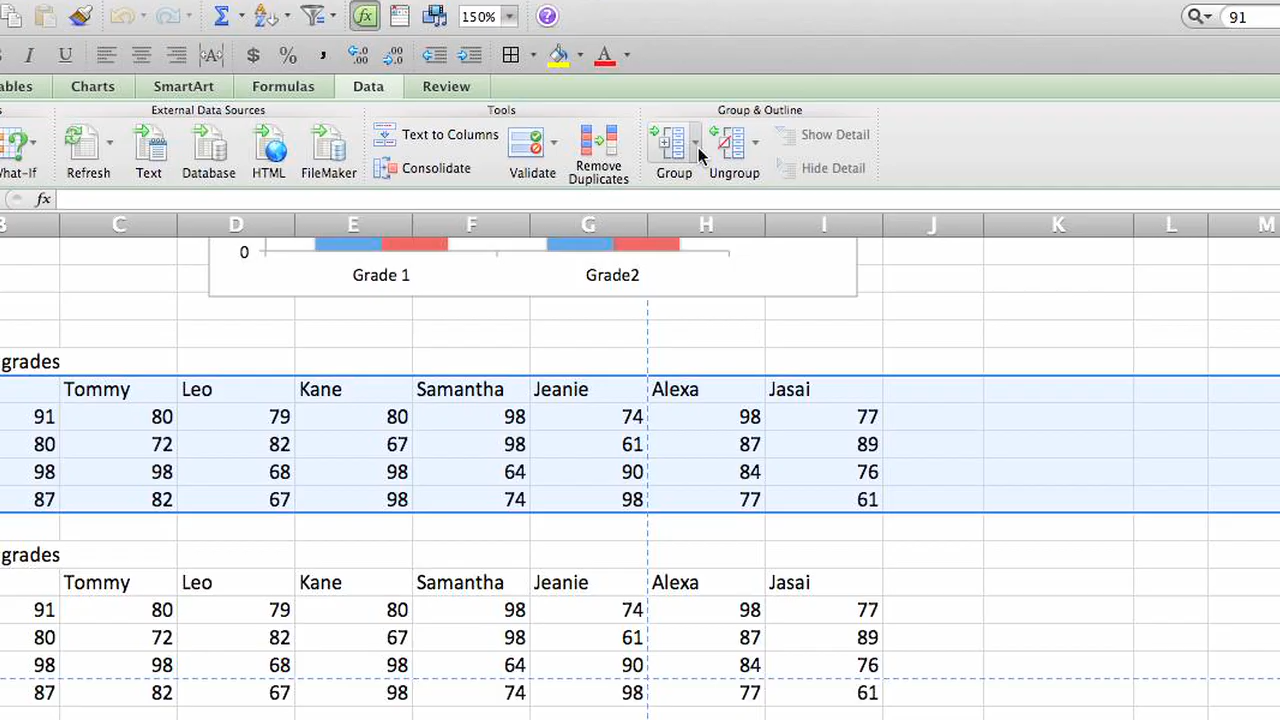 150% ? 91
I U A $ % , .0 .00 A
ables Charts SmartArt Formulas Data Review
External Data Sources Tools Group & Outline
What-If Refresh Text Database HTML FileMaker Text to Columns Consolidate Validate Remove Duplicates Group Ungroup Show Detail Hide Detail
fx
B C D E F G H I J K L M
0
Grade 1 Grade2
grades
Tommy Leo Kane Samantha Jeanie Alexa Jasai
91 80 79 80 98 74 98 77
80 72 82 67 98 61 87 89
98 98 68 98 64 90 84 76
87 82 67 98 74 98 77 61
grades
Tommy Leo Kane Samantha Jeanie Alexa Jasai
91 80 79 80 98 74 98 77
80 72 82 67 98 61 87 89
98 98 68 98 64 90 84 76
87 82 67 98 74 98 77 61